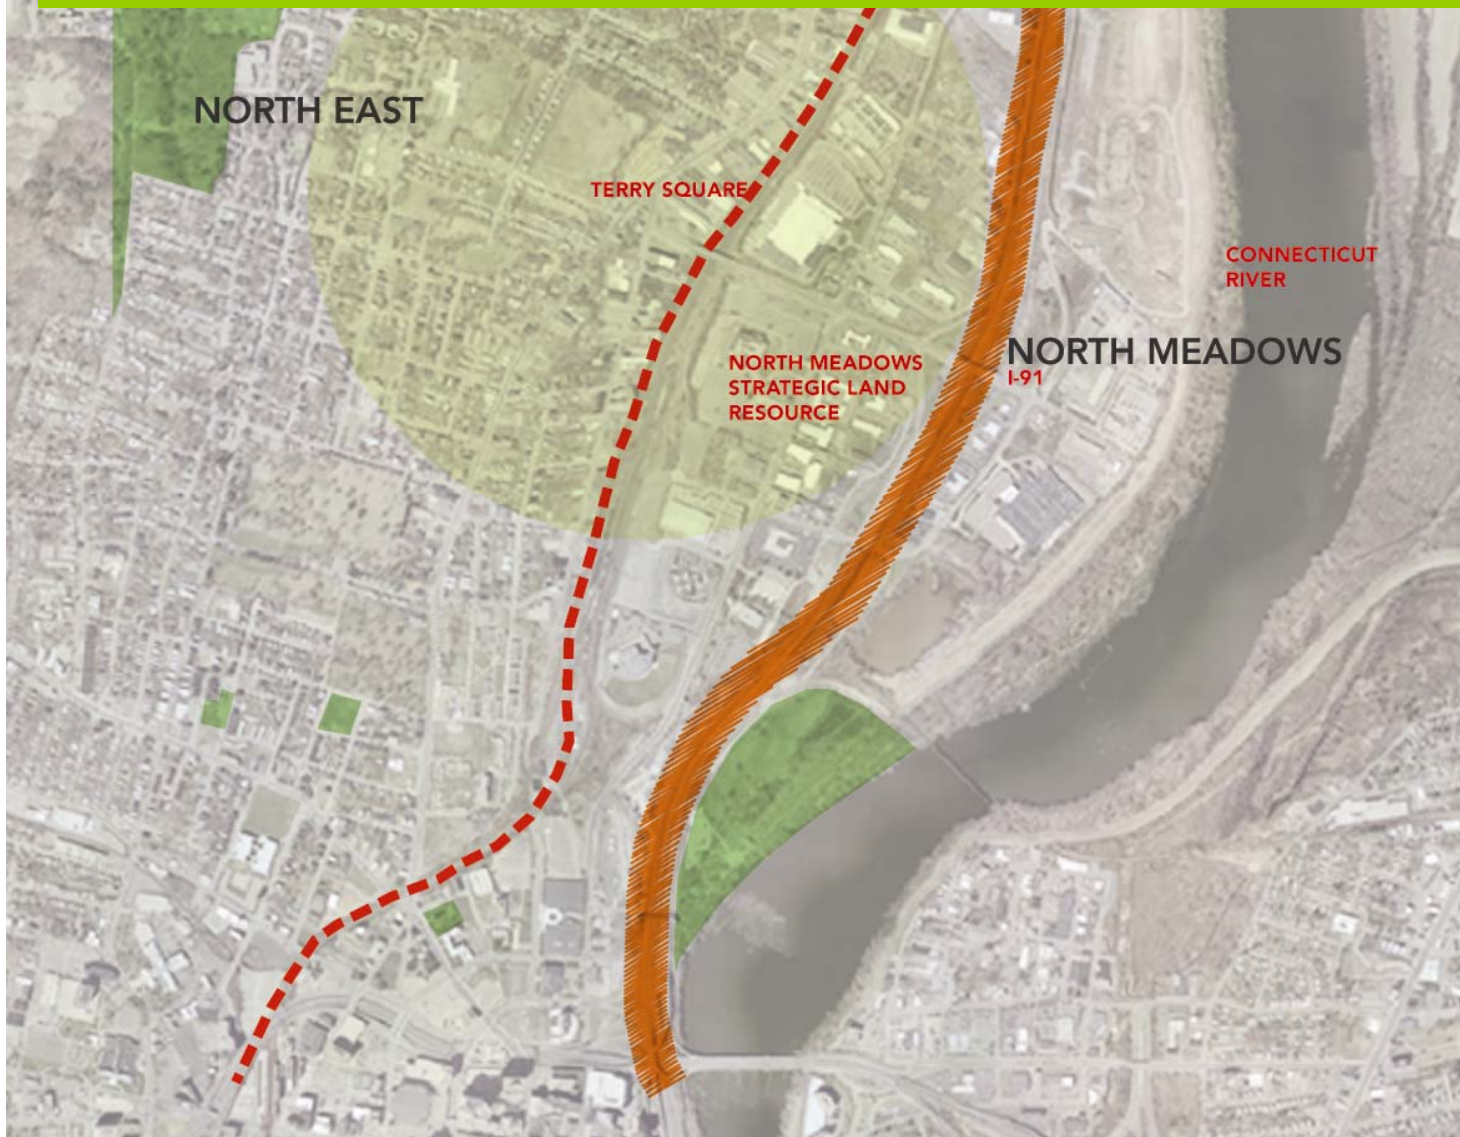 NORTH EAST
TERRY SQUARE
CONNECTICUT
RIVER
NORTH MEADOWS
I-91
NORTH MEADOWS
STRATEGIC LAND
RESOURCE